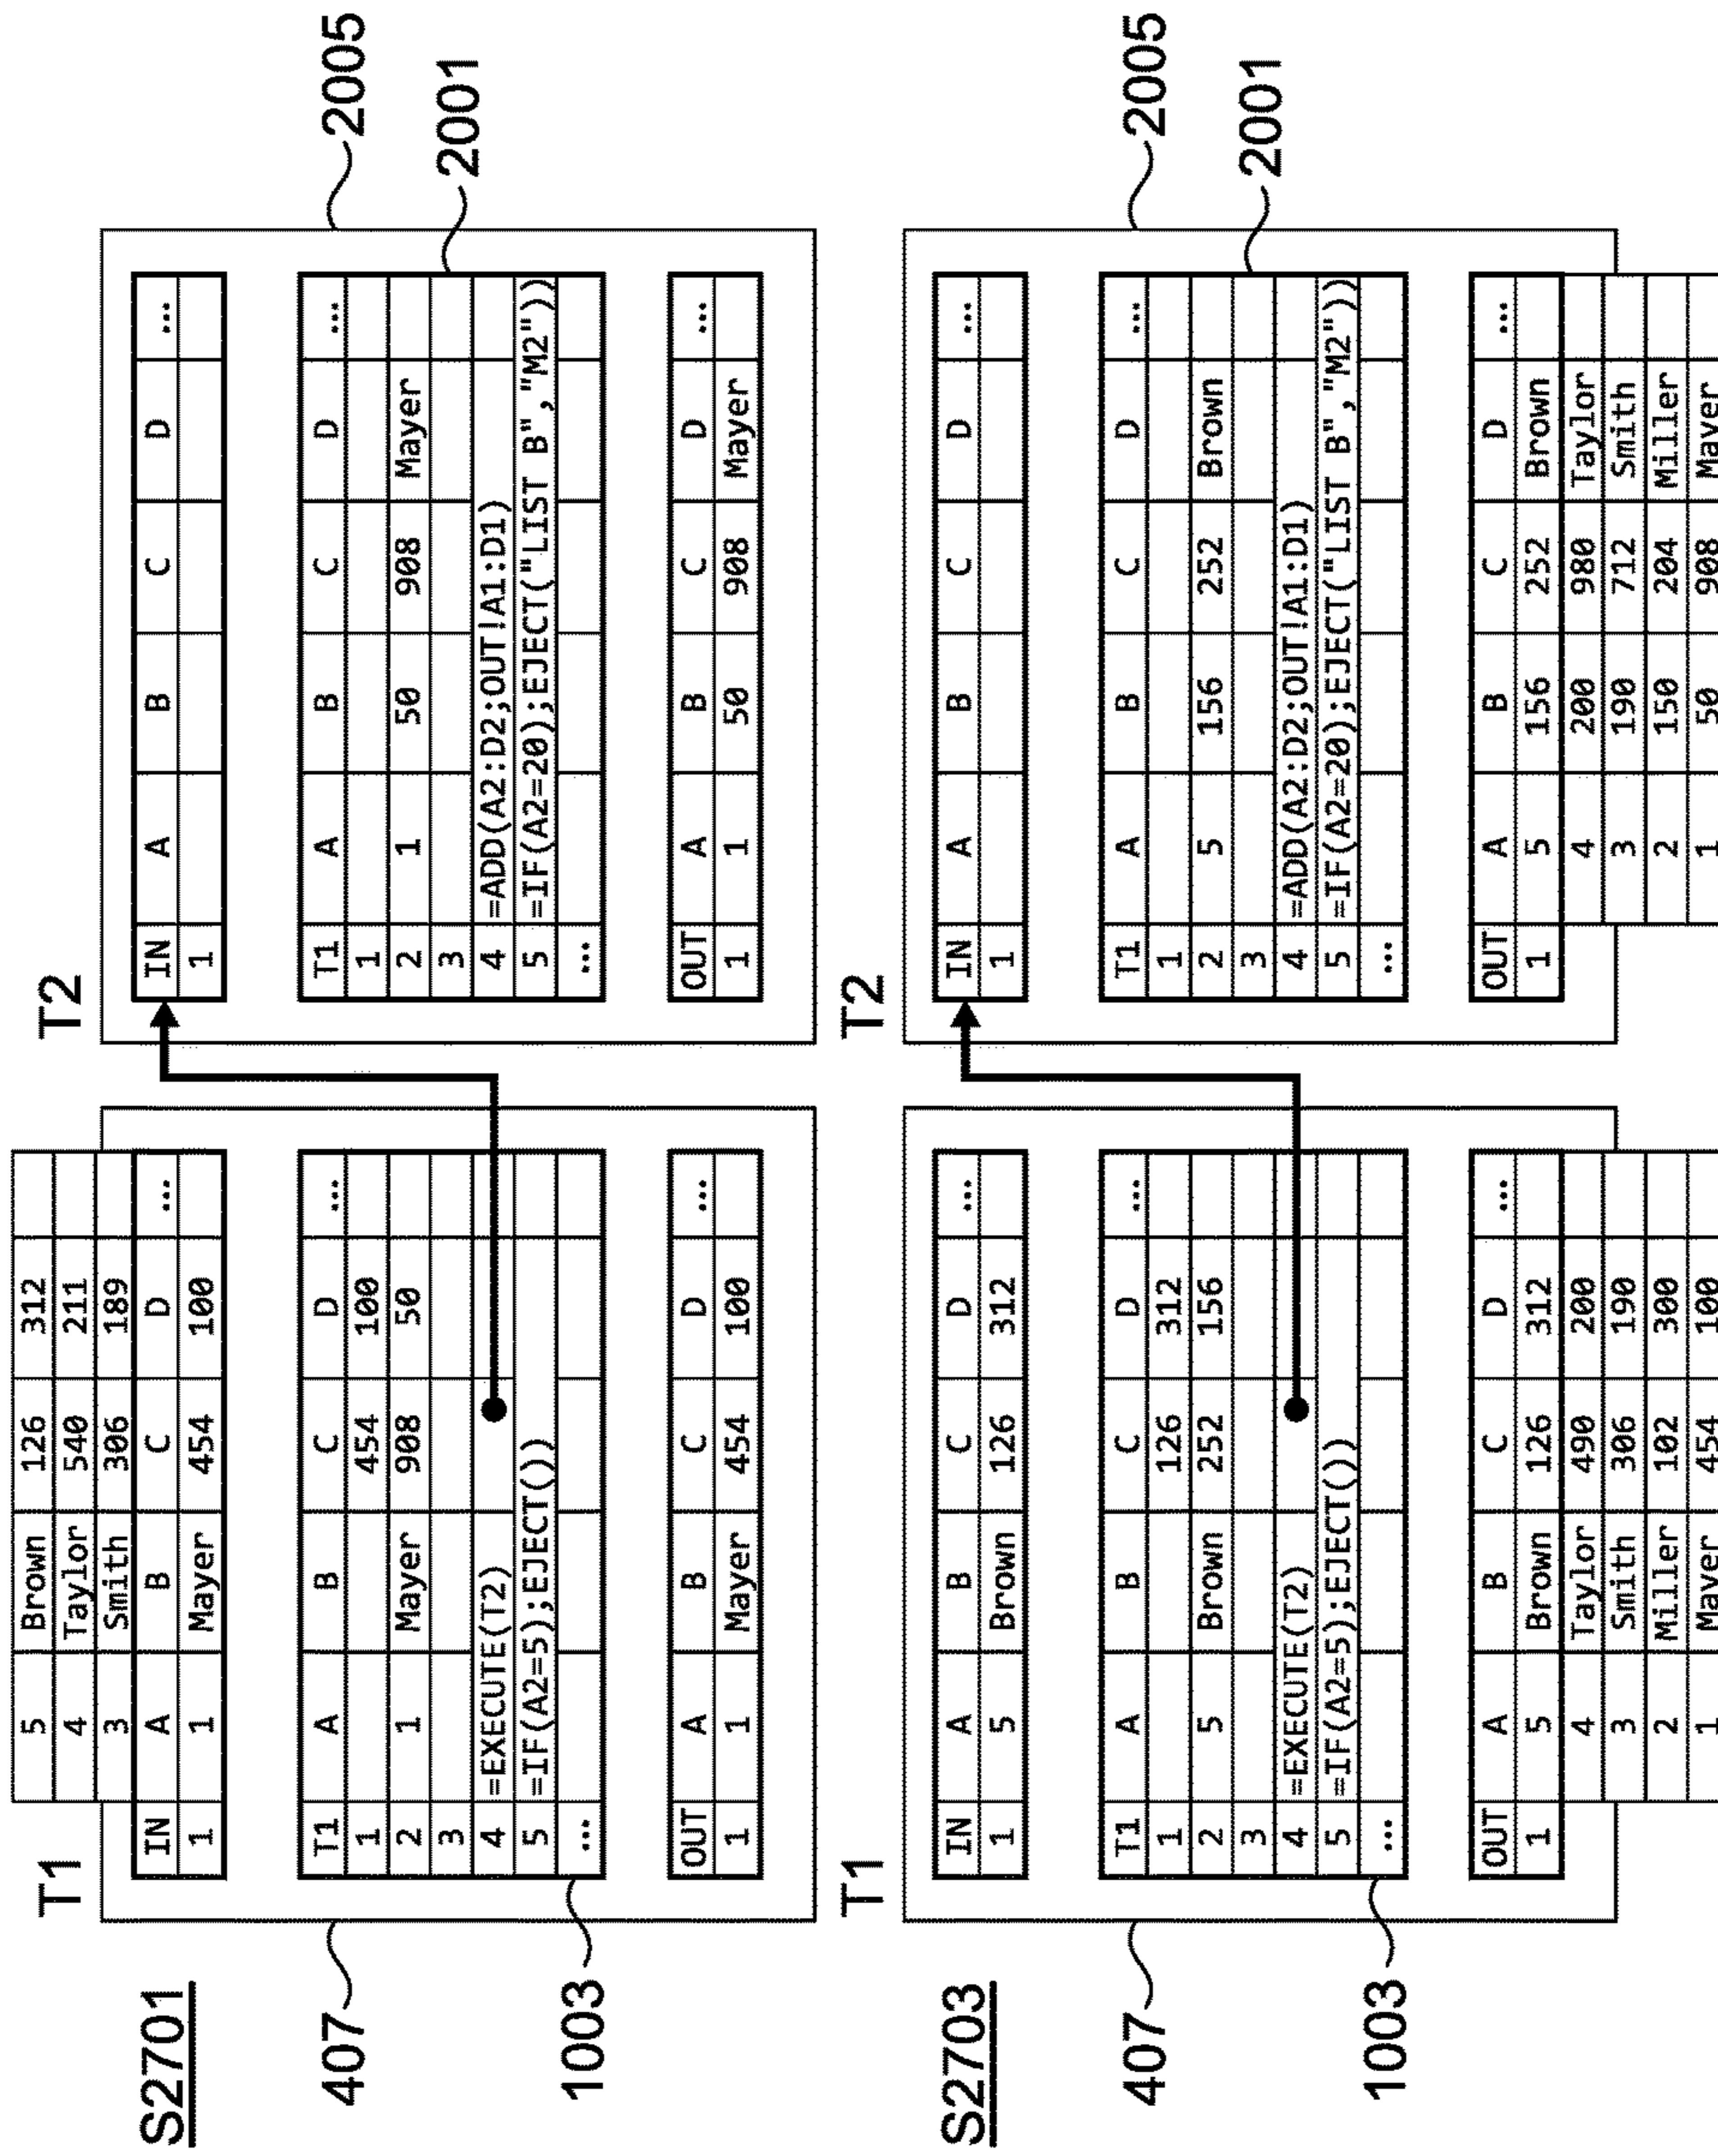 S2701
T1
5 Brown 126 312
4 Taylor 540 211
3 Smith 306 189
IN A B C D ...
1 1 Mayer 454 100
407
T1 A B C D ...
1 454 100
2 1 Mayer 908 50
3
4 =EXECUTE(T2)
5 =IF(A2=5);EJECT())
...
1003
OUT A B C D ...
1 1 Mayer 454 100
T2
IN A B C D ...
1
2005
T1 A B C D ...
1
2 1 50 908 Mayer
3
4 =ADD(A2:D2;OUT!A1:D1)
5 =IF(A2=20);EJECT("LIST B","M2"))
...
2001
OUT A B C D ...
1 1 50 908 Mayer
S2703
T1
IN A B C D ...
1 5 Brown 126 312
407
T1 A B C D ...
1 126 312
2 5 Brown 252 156
3
4 =EXECUTE(T2)
5 =IF(A2=5);EJECT())
...
1003
OUT A B C D ...
1 5 Brown 126 312
4 Taylor 490 200
3 Smith 306 190
2 Miller 102 300
1 Mayer 454 100
T2
IN A B C D ...
1
2005
T1 A B C D ...
1
2 5 156 252 Brown
3
4 =ADD(A2:D2;OUT!A1:D1)
5 =IF(A2=20);EJECT("LIST B","M2"))
...
2001
OUT A B C D ...
1 5 156 252 Brown
4 200 980 Taylor
3 190 712 Smith
2 150 204 Miller
1 50 908 Mayer